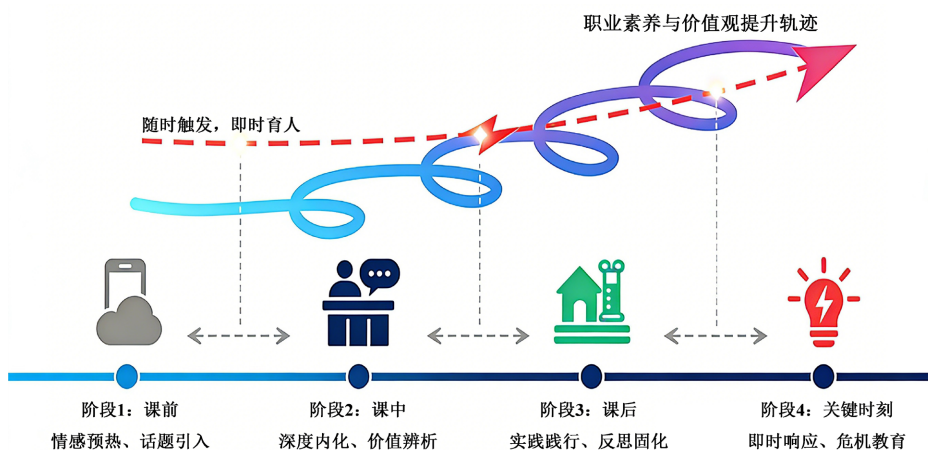 职业素养与价值观提升轨迹
随时触发，即时育人
阶段1：课前
情感预热、话题引入
阶段2：课中
深度内化、价值辨析
阶段3：课后
实践践行、反思固化
阶段4：关键时刻
即时响应、危机教育